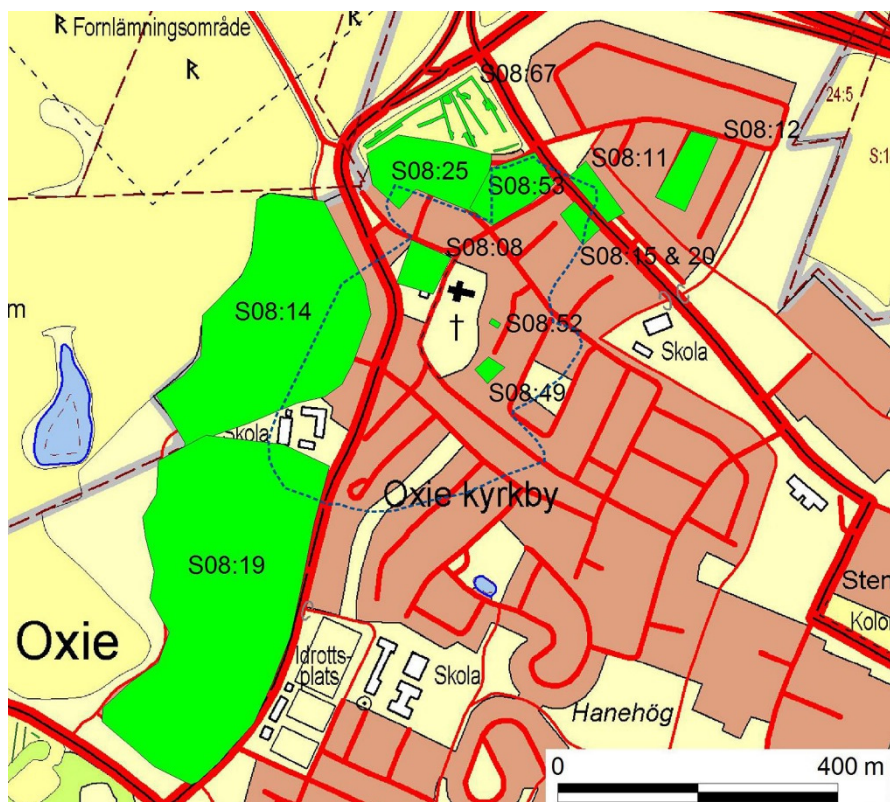 R
Fornlämningsområde
R
R
S08:67
24:5
S08:12
S08:11
S:1
S08:25
S08:53
S08:08
S08:15 & 20
m
S08:14
S08:52
Skola
S08:49
Skola
Oxie kyrkby
S08:19
Sten
Kolo
Oxie
Idrotts-
plats
Skola
Hanehög
0
400 m